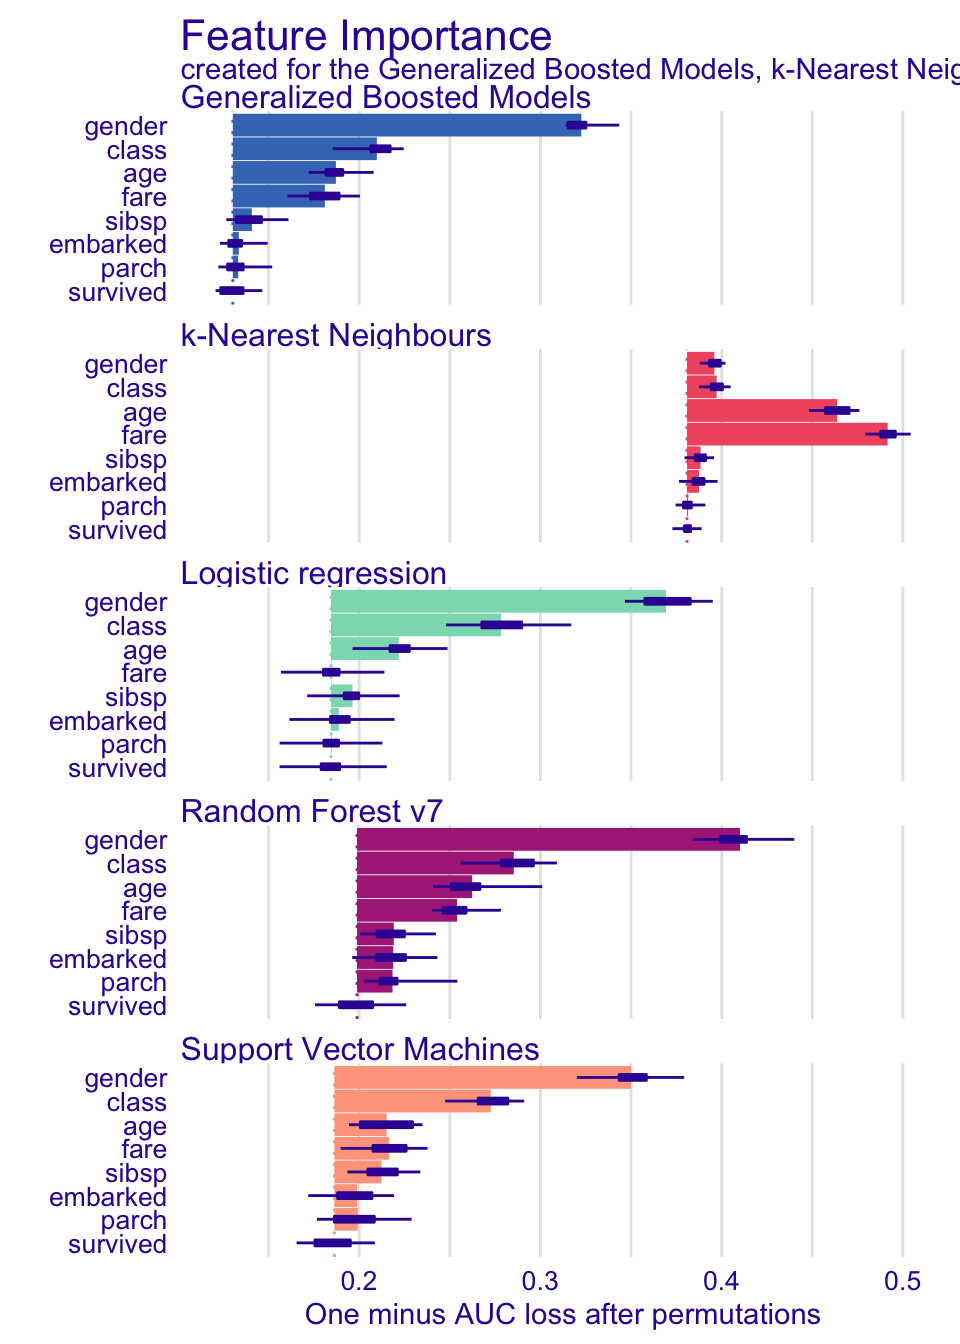 Feature Importance
created for the Generalized Boosted Models, k-Nearest Neig
Generalized Boosted Models
gender
class
age
fare
sibsp
embarked
parch
survived
k-Nearest Neighbours
gender
class
age
fare
sibsp
embarked
parch
survived
Logistic regression
gender
class
age
fare
sibsp
embarked
parch
survived
Random Forest v7
gender
class
age
fare
sibsp
embarked
parch
survived
Support Vector Machines
gender
class
age
fare
sibsp
embarked
parch
survived
0.2 0.3 0.4 0.5
One minus AUC loss after permutations